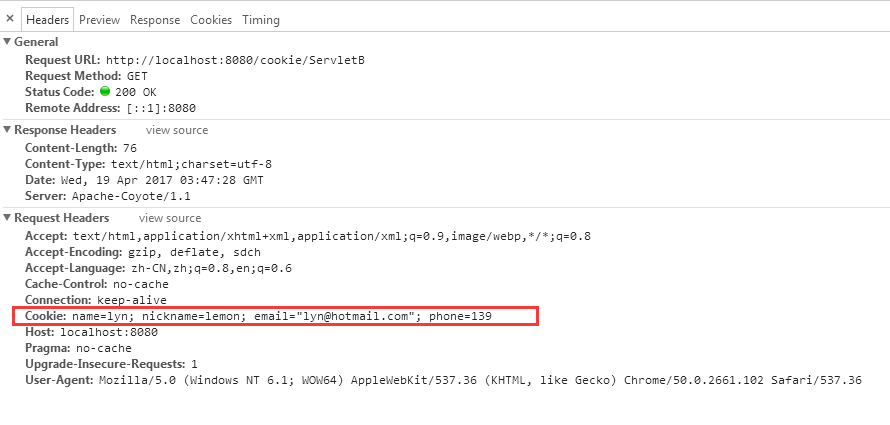 × Headers Preview Response Cookies Timing
▼ General
Request URL: http://localhost:8080/cookie/ServletB
Request Method: GET
Status Code: 200 OK
Remote Address: [::1]:8080
▼ Response Headers view source
Content-Length: 76
Content-Type: text/html;charset=utf-8
Date: Wed, 19 Apr 2017 03:47:28 GMT
Server: Apache-Coyote/1.1
▼ Request Headers view source
Accept: text/html,application/xhtml+xml,application/xml;q=0.9,image/webp,*/*;q=0.8
Accept-Encoding: gzip, deflate, sdch
Accept-Language: zh-CN,zh;q=0.8,en;q=0.6
Cache-Control: no-cache
Connection: keep-alive
Cookie: name=lyn; nickname=lemon; email="lyn@hotmail.com"; phone=139
Host: localhost:8080
Pragma: no-cache
Upgrade-Insecure-Requests: 1
User-Agent: Mozilla/5.0 (Windows NT 6.1; WOW64) AppleWebKit/537.36 (KHTML, like Gecko) Chrome/50.0.2661.102 Safari/537.36